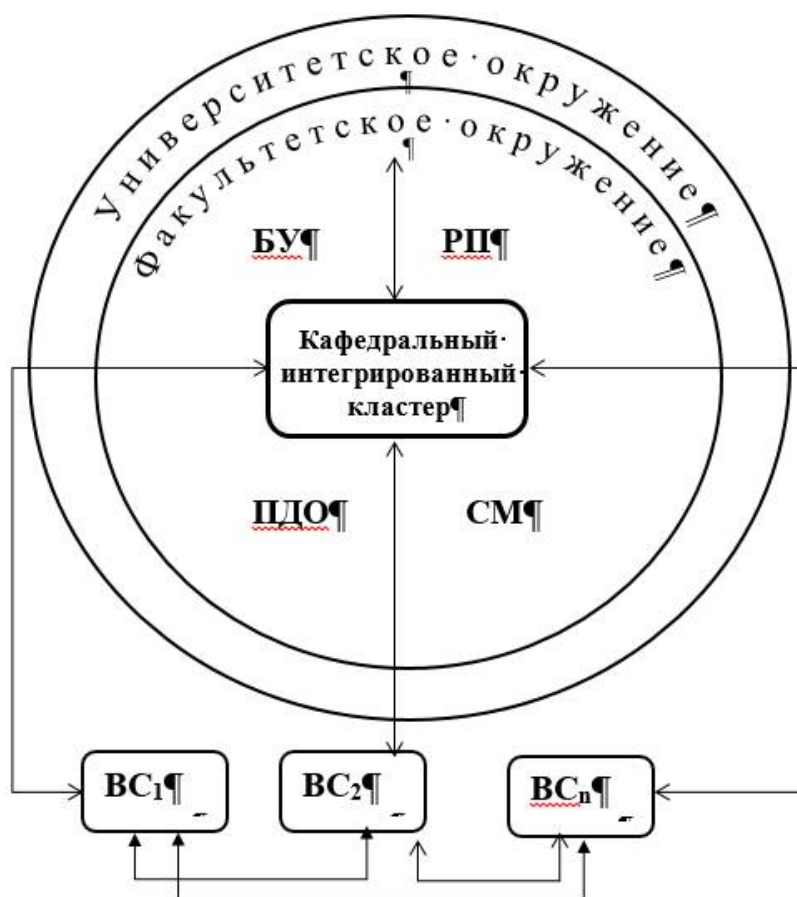 Университетское·окружение¶
¶
Факультетское·окружение¶
¶
БУ¶
РП¶
Кафедральный·
интегрированный·
кластер¶
ПДО¶
СМ¶
ВС₁¶
¶
ВС₂¶
¶
ВСₙ¶
¶